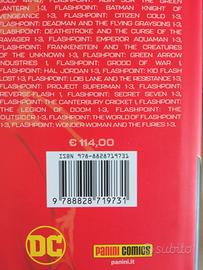 LANTERN 1-3, FLASHPOINT: BATMAN KNIGHT OF
VENGEANCE 1-3, FLASHPOINT: CITIZEN COLD 1-3,
FLASHPOINT: DEADMAN AND THE FLYING GRAYSONS 1-3,
FLASHPOINT: DEATHSTROKE AND THE CURSE OF THE
RAVAGER 1-3, FLASHPOINT: EMPEROR AQUAMAN 1-3,
FLASHPOINT: FRANKENSTEIN AND THE CREATURES
OF THE UNKNOWN 1-3, FLASHPOINT: GREEN ARROW
INDUSTRIES 1, FLASHPOINT: GRODD OF WAR 1,
FLASHPOINT: HAL JORDAN 1-3, FLASHPOINT: KID FLASH
LOST 1-3, FLASHPOINT: LOIS LANE AND THE RESISTANCE 1-3,
FLASHPOINT: PROJECT SUPERMAN 1-3, FLASHPOINT:
REVERSE-FLASH 1, FLASHPOINT: SECRET SEVEN 1-3,
FLASHPOINT: THE CANTERBURY CRICKET 1, FLASHPOINT:
THE LEGION OF DOOM 1-3, FLASHPOINT: THE
OUTSIDER 1-3, FLASHPOINT: THE WORLD OF FLASHPOINT
1-3, FLASHPOINT: WONDER WOMAN AND THE FURIES 1-3.
€ 114,00
ISBN 978-8828719731
9 788828 719731
DC
PANINI COMICS
panini.it
subito